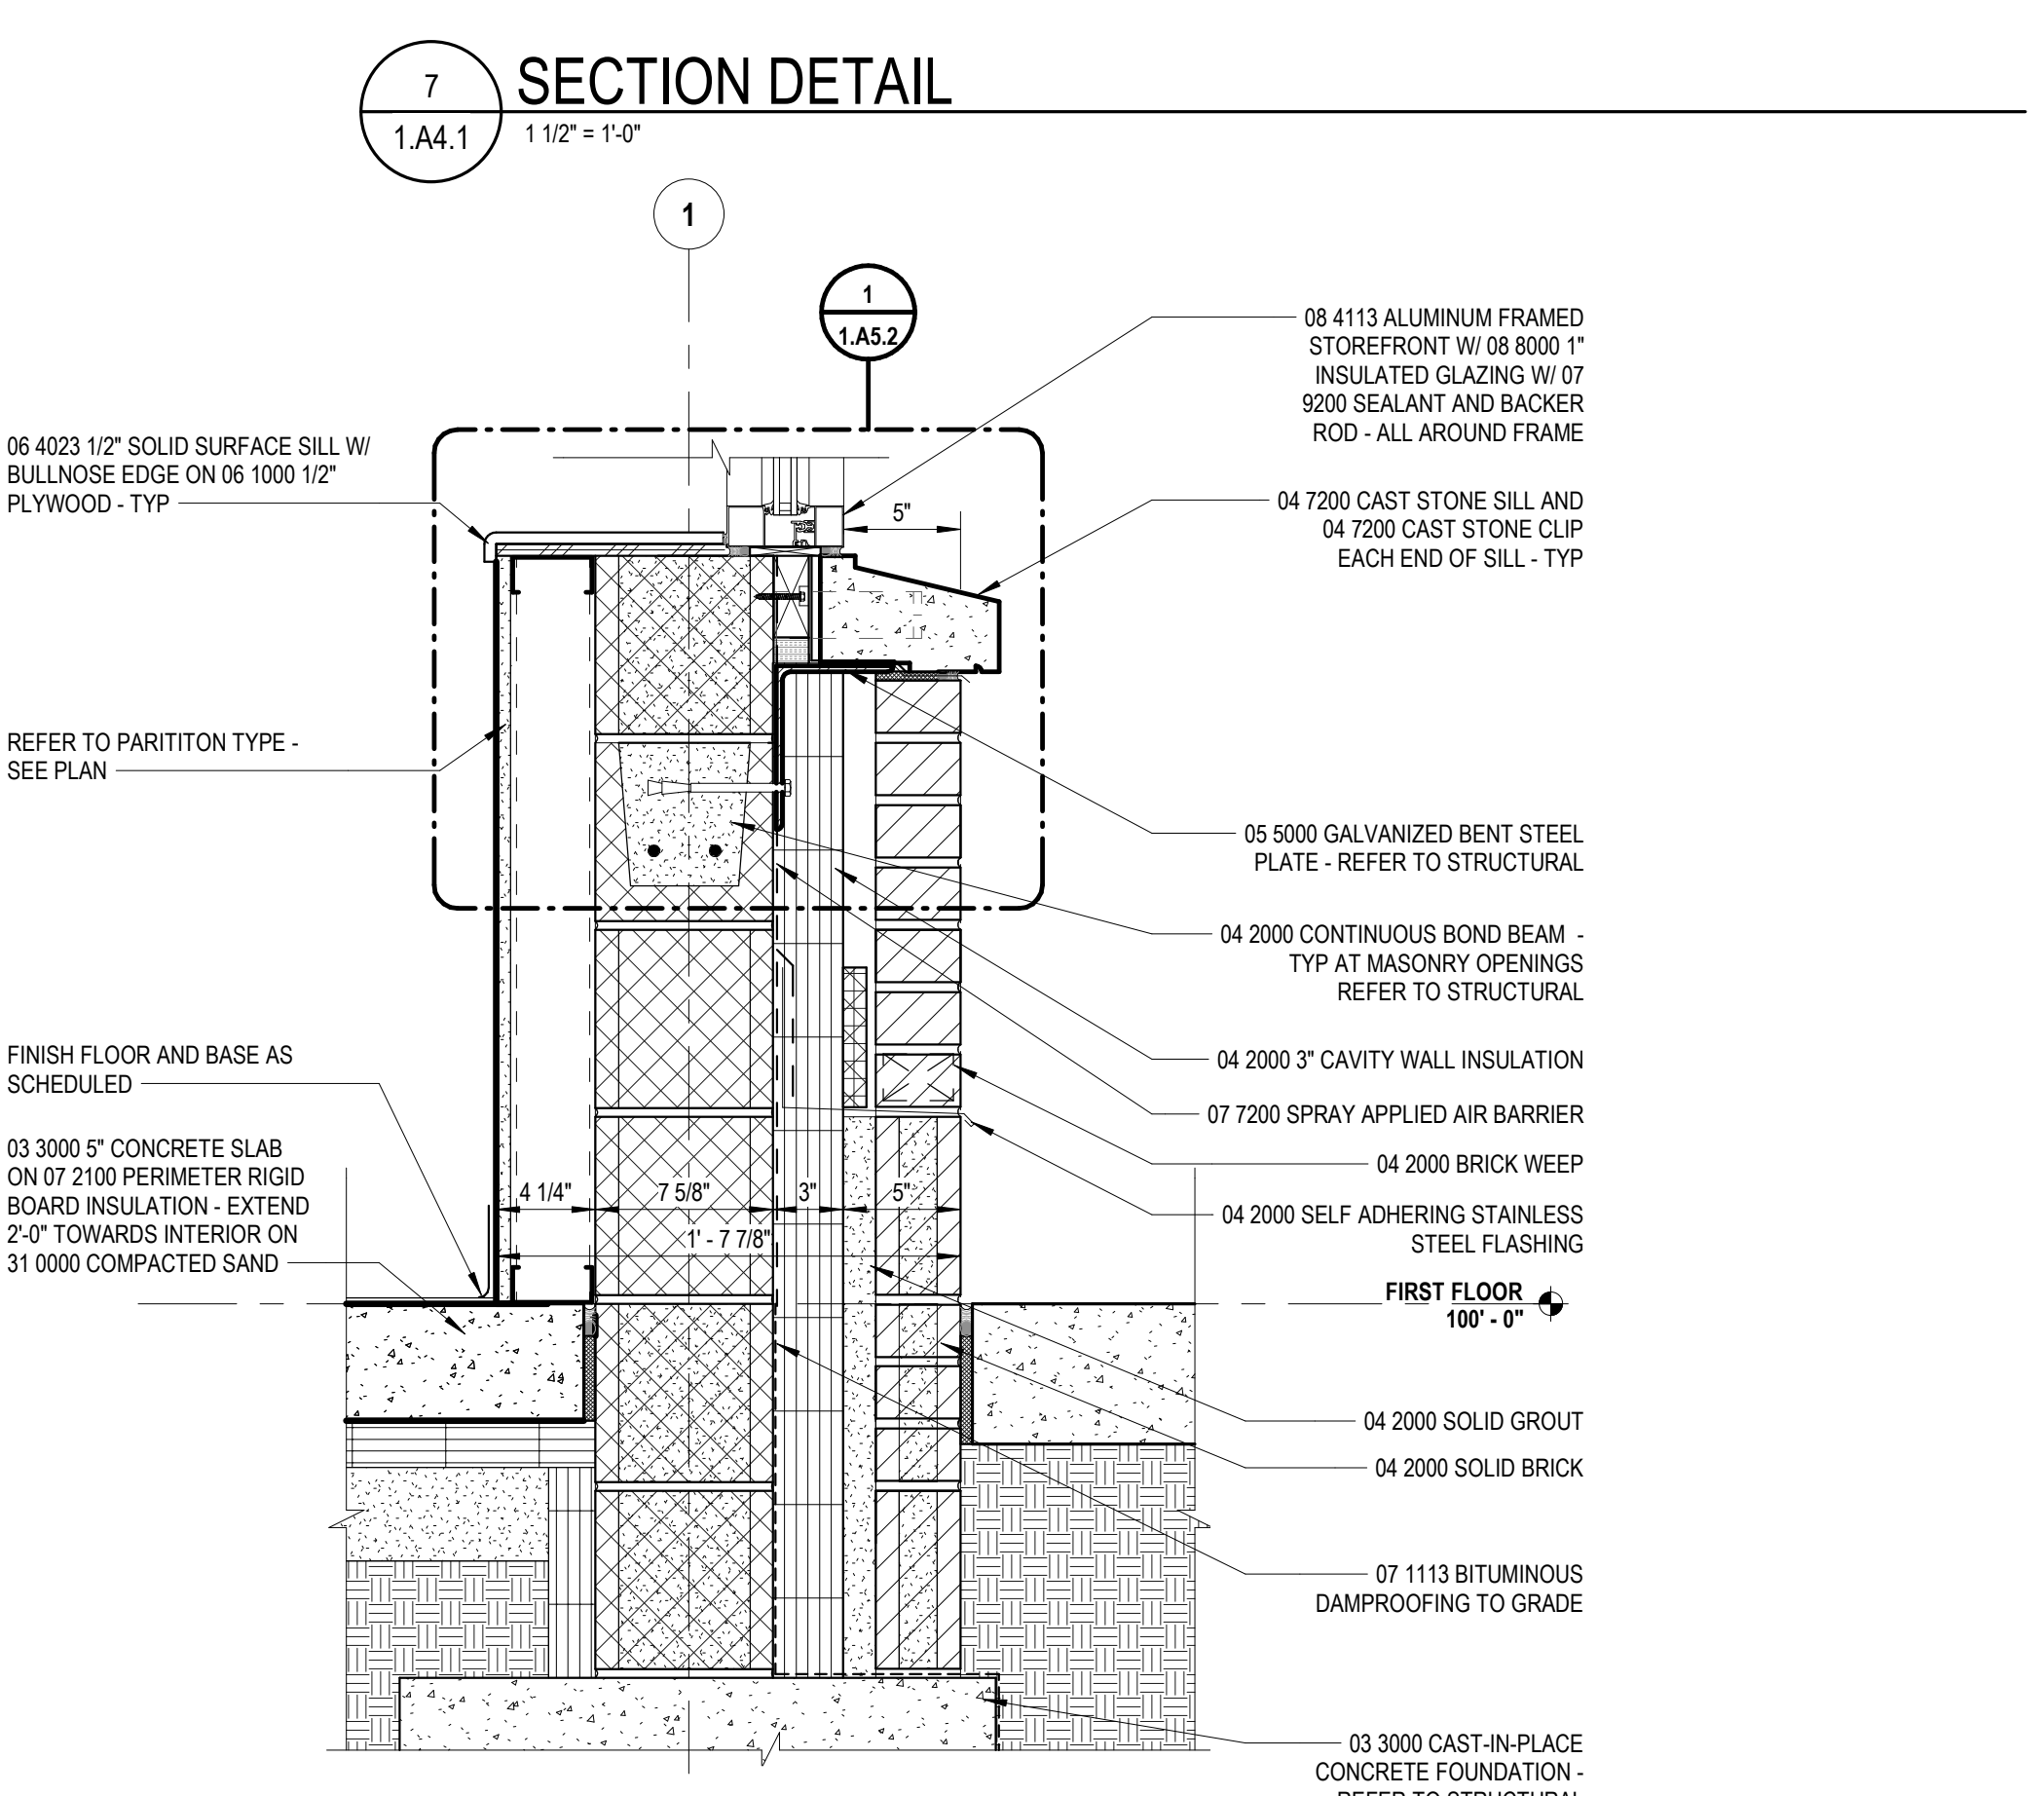 7
1.A4.1
SECTION DETAIL
1 1/2" = 1'-0"
1
1
1.A5.2
06 4023 1/2" SOLID SURFACE SILL W/
BULLNOSE EDGE ON 06 1000 1/2"
PLYWOOD - TYP
REFER TO PARITITON TYPE -
SEE PLAN
FINISH FLOOR AND BASE AS
SCHEDULED
03 3000 5" CONCRETE SLAB
ON 07 2100 PERIMETER RIGID
BOARD INSULATION - EXTEND
2'-0" TOWARDS INTERIOR ON
31 0000 COMPACTED SAND
5"
4 1/4"
7 5/8"
3"
5"
1' - 7 7/8"
08 4113 ALUMINUM FRAMED
STOREFRONT W/ 08 8000 1"
INSULATED GLAZING W/ 07
9200 SEALANT AND BACKER
ROD - ALL AROUND FRAME
04 7200 CAST STONE SILL AND
04 7200 CAST STONE CLIP
EACH END OF SILL - TYP
05 5000 GALVANIZED BENT STEEL
PLATE - REFER TO STRUCTURAL
04 2000 CONTINUOUS BOND BEAM -
TYP AT MASONRY OPENINGS
REFER TO STRUCTURAL
04 2000 3" CAVITY WALL INSULATION
07 7200 SPRAY APPLIED AIR BARRIER
04 2000 BRICK WEEP
04 2000 SELF ADHERING STAINLESS
STEEL FLASHING
FIRST FLOOR
100' - 0"
04 2000 SOLID GROUT
04 2000 SOLID BRICK
07 1113 BITUMINOUS
DAMPROOFING TO GRADE
03 3000 CAST-IN-PLACE
CONCRETE FOUNDATION -
REFER TO STRUCTURAL